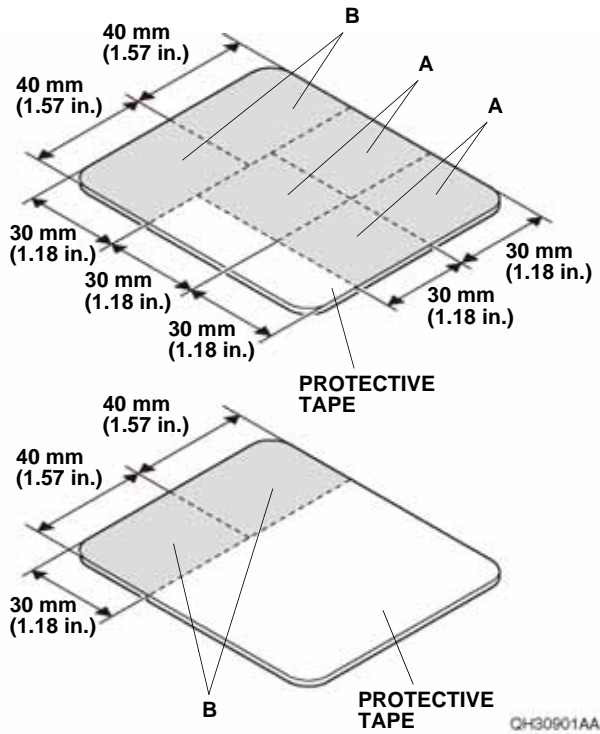 B
40 mm
(1.57 in.)
A
40 mm
(1.57 in.)
A
30 mm
(1.18 in.)
30 mm
(1.18 in.)
30 mm
(1.18 in.)
30 mm
(1.18 in.)
30 mm
(1.18 in.)
PROTECTIVE
TAPE
40 mm
(1.57 in.)
40 mm
(1.57 in.)
30 mm
(1.18 in.)
B
PROTECTIVE
TAPE
QH30901AA